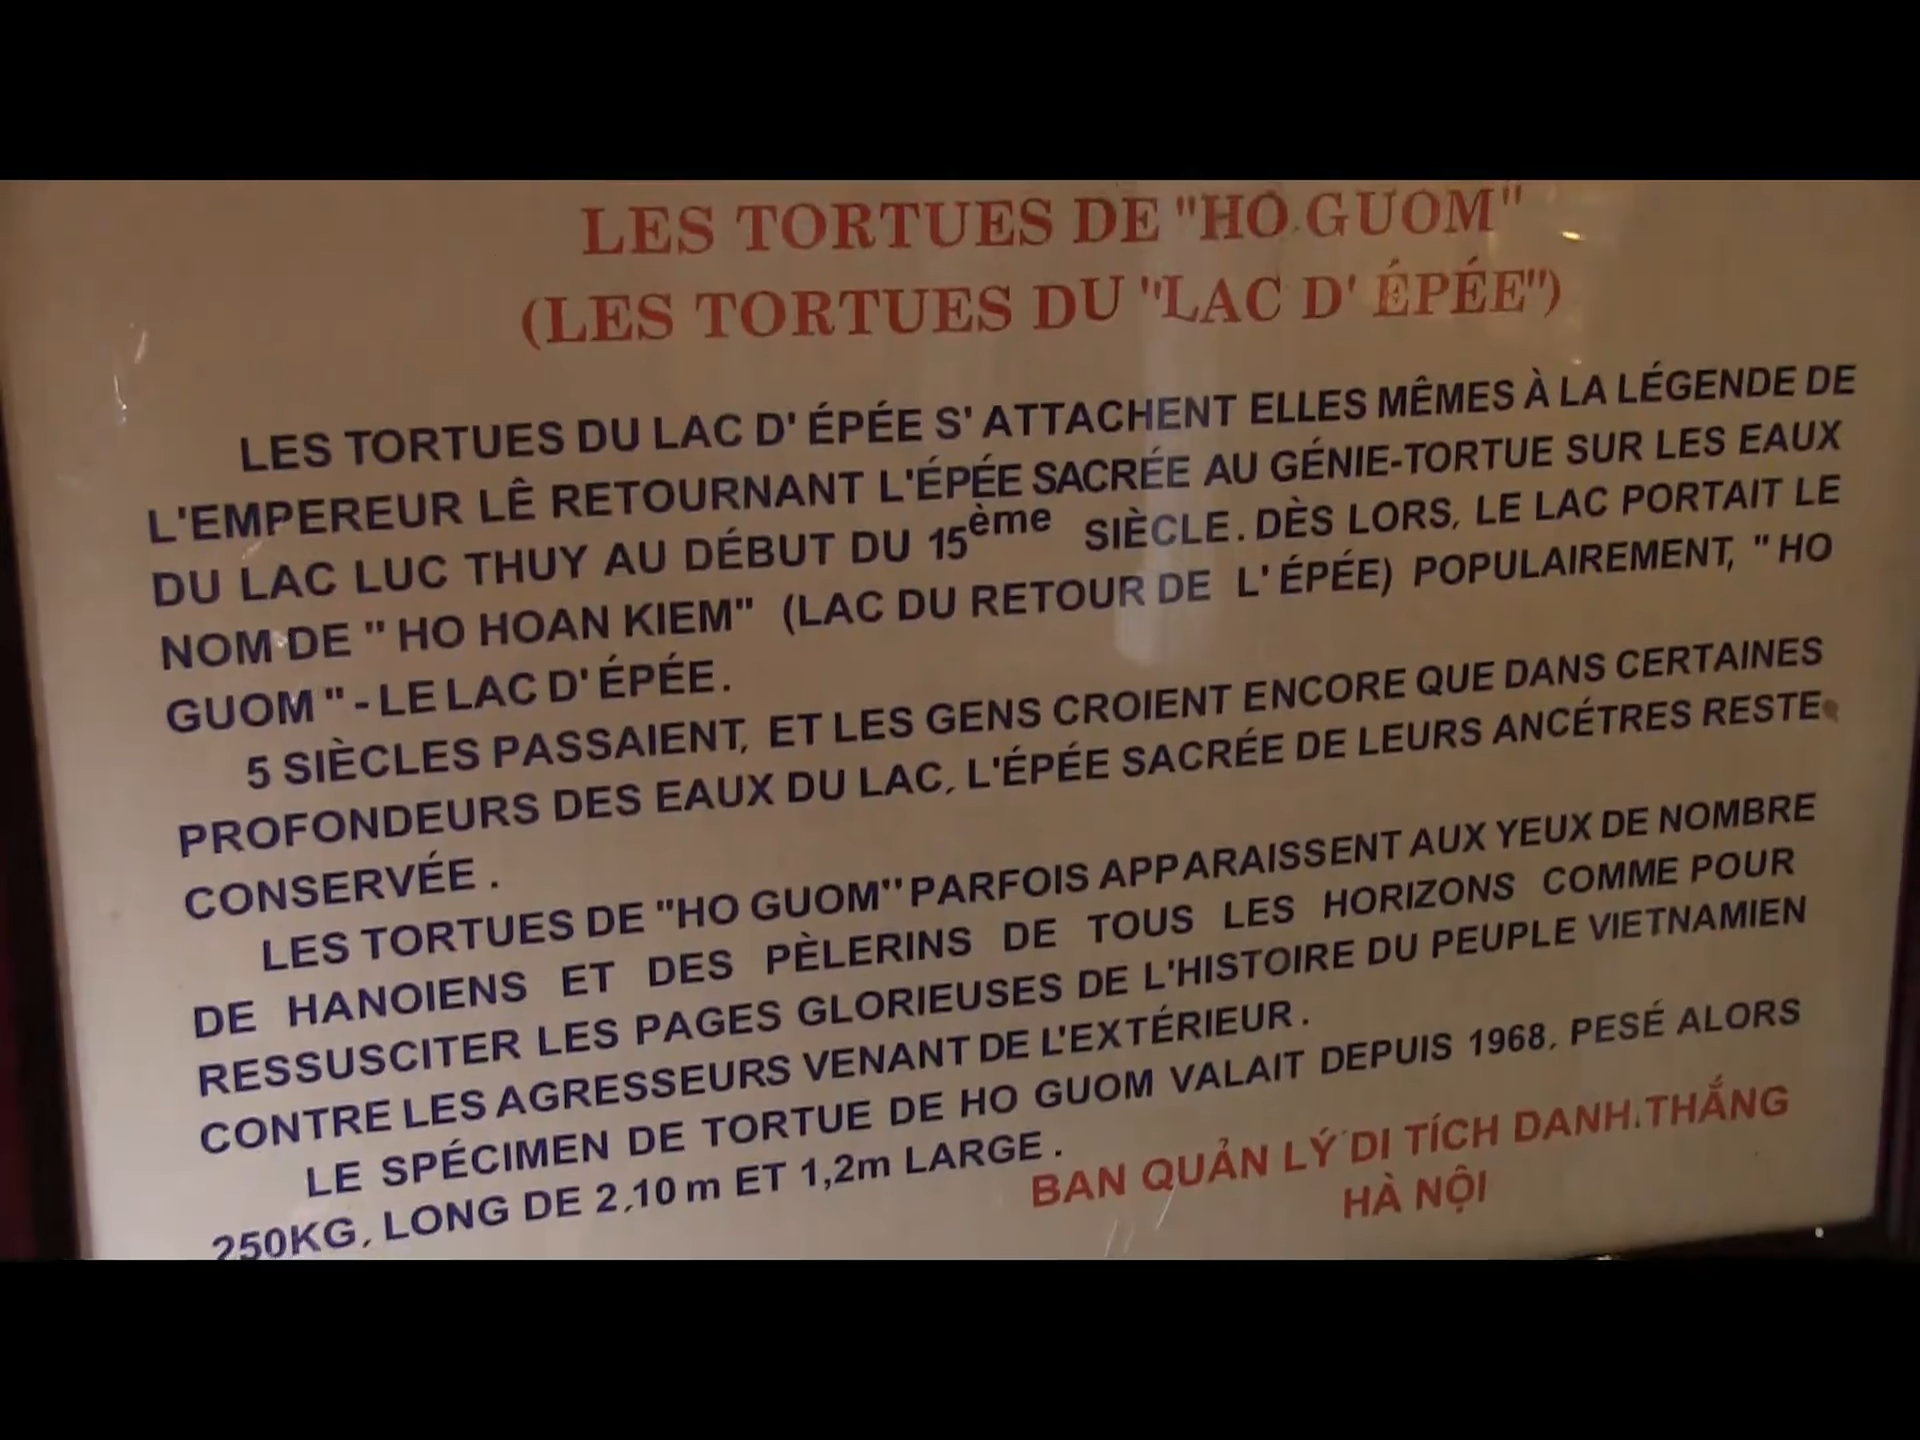 LES TORTUES DE "HO GUOM"
(LES TORTUES DU "LAC D' ÉPÉE")
LES TORTUES DU LAC D' ÉPÉE S' ATTACHENT ELLES MÊMES À LA LÉGENDE DE
L'EMPEREUR LÊ RETOURNANT L'ÉPÉE SACRÉE AU GÉNIE-TORTUE SUR LES EAUX
DU LAC LUC THUY AU DÉBUT DU 15ème SIÈCLE. DÈS LORS, LE LAC PORTAIT LE
NOM DE " HO HOAN KIEM" (LAC DU RETOUR DE L' ÉPÉE) POPULAIREMENT, " HO
GUOM " - LE LAC D' ÉPÉE.
5 SIÈCLES PASSAIENT, ET LES GENS CROIENT ENCORE QUE DANS CERTAINES
PROFONDEURS DES EAUX DU LAC, L'ÉPÉE SACRÉE DE LEURS ANCÉTRES RESTE
CONSERVÉE .
LES TORTUES DE "HO GUOM" PARFOIS APPARAISSENT AUX YEUX DE NOMBRE
DE HANOIENS ET DES PÈLERINS DE TOUS LES HORIZONS COMME POUR
RESSUSCITER LES PAGES GLORIEUSES DE L'HISTOIRE DU PEUPLE VIETNAMIEN
CONTRE LES AGRESSEURS VENANT DE L'EXTÉRIEUR .
LE SPÉCIMEN DE TORTUE DE HO GUOM VALAIT DEPUIS 1968, PESÉ ALORS
250KG, LONG DE 2,10 m ET 1,2m LARGE .
BAN QUẢN LÝ DI TÍCH DANH THẮNG
HÀ NỘI